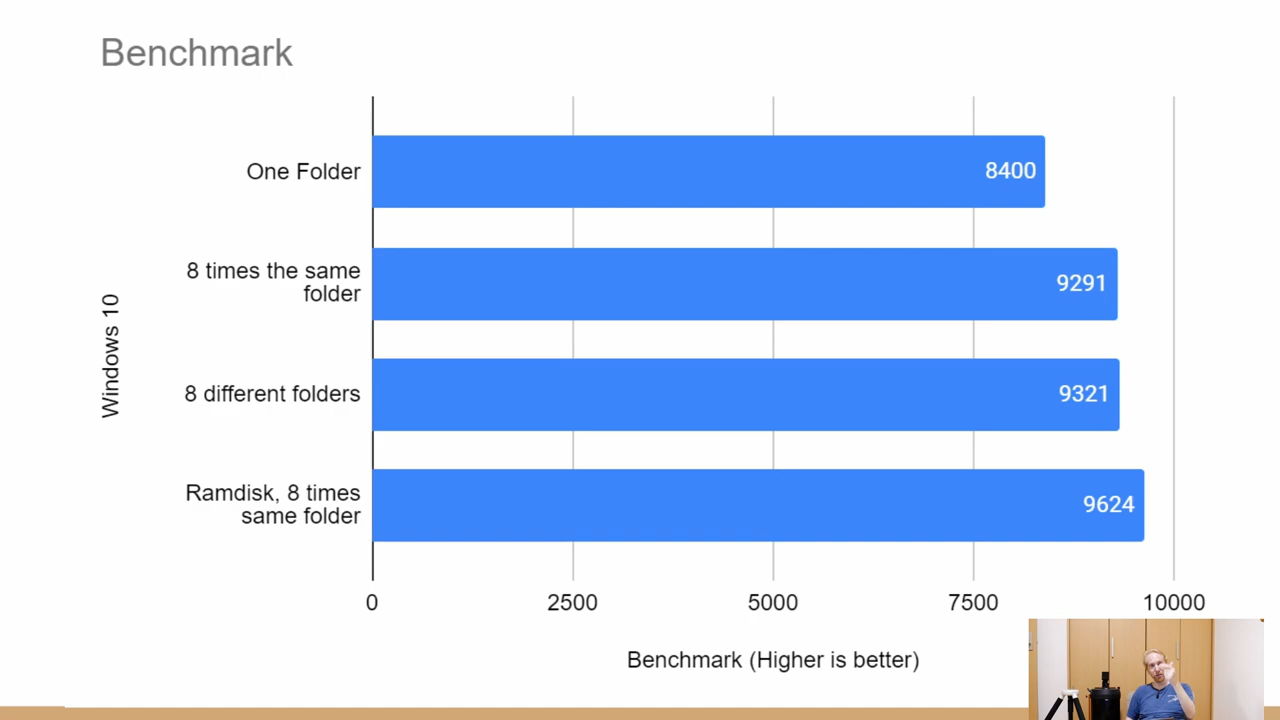 Benchmark
One Folder
8400
8 times the same
folder
9291
Windows 10
8 different folders
9321
Ramdisk, 8 times
same folder
9624
0 2500 5000 7500 10000
Benchmark (Higher is better)